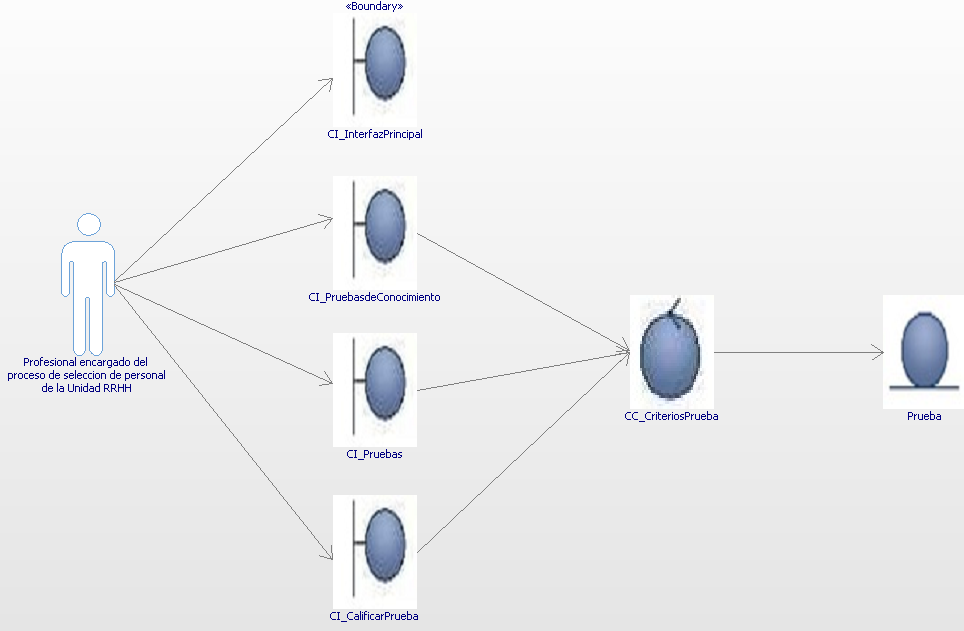 «Boundary»
CI_InterfazPrincipal
CI_PruebasdeConocimiento
Profesional encargado del
proceso de seleccion de personal
de la Unidad RRHH
CC_CriteriosPrueba
Prueba
CI_Pruebas
CI_CalificarPrueba